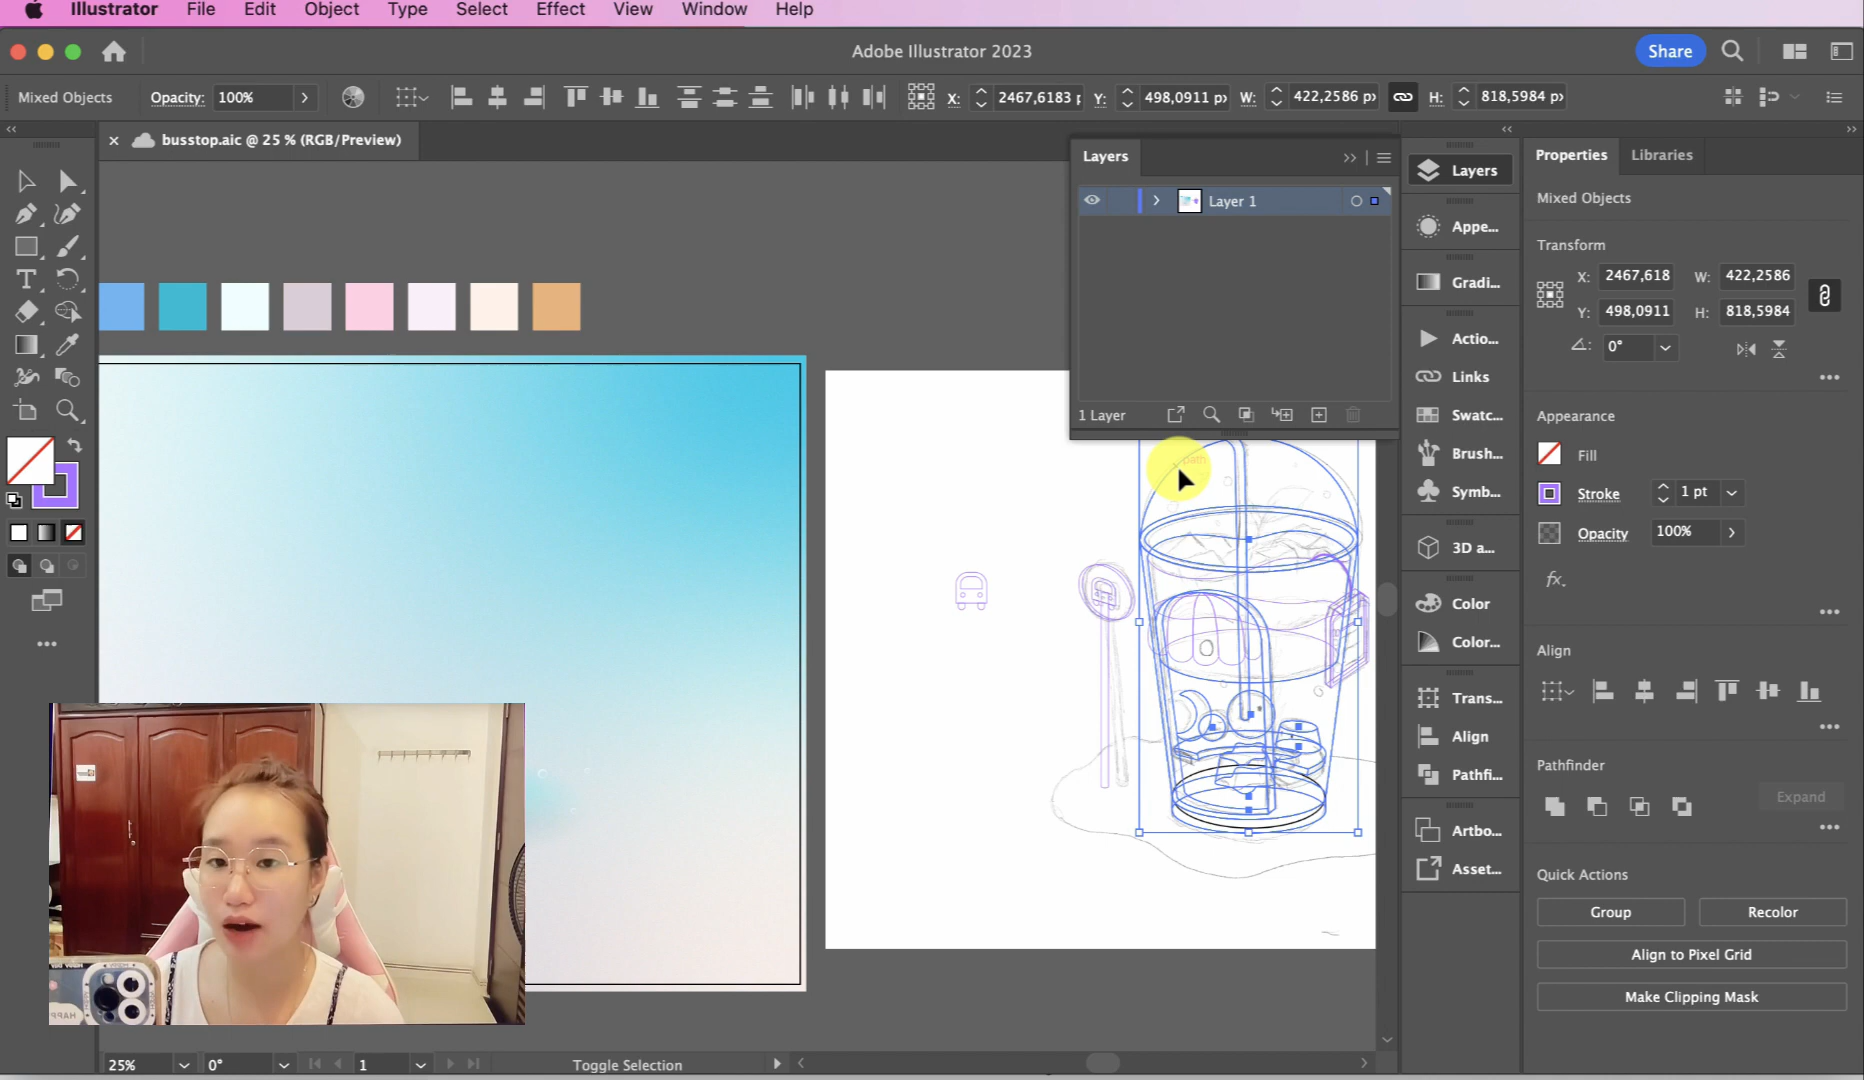 Illustrator File Edit Object Type Select Effect View Window Help
Adobe Illustrator 2023
Share
Mixed Objects Opacity: 100% X: 2467,6183 Y: 498,0911 px W: 422,2586 px H: 818,5984 px
busstop.aic @ 25 % (RGB/Preview)
Layers
Layer 1
1 Layer
path
Layers
Appe...
Gradi...
Actio...
Links
Swatc...
Brush...
Symb...
3D a...
Color
Color...
Trans...
Align
Pathfi...
Artbo...
Asset...
Properties Libraries
Mixed Objects
Transform
X: 2467,618 W: 422,2586
Y: 498,0911 H: 818,5984
0°
Appearance
Fill
Stroke 1 pt
Opacity 100%
fx.
Align
Pathfinder
Expand
Quick Actions
Group Recolor
Align to Pixel Grid
Make Clipping Mask
25% 0° 1 Toggle Selection